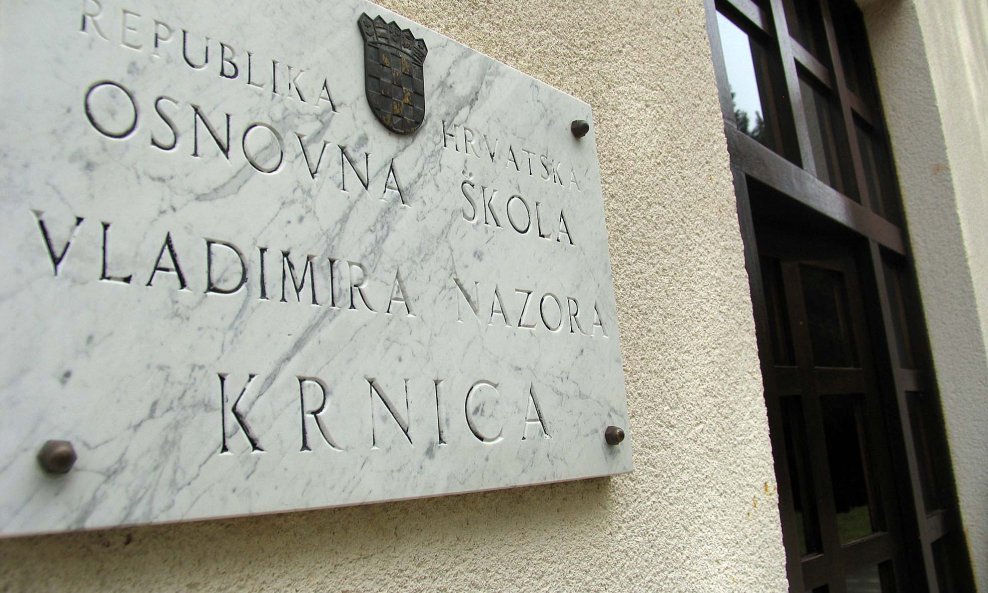 REPUBLIKA HRVATSKA
OSNOVNA ŠKOLA
VLADIMIRA NAZORA
KRNICA